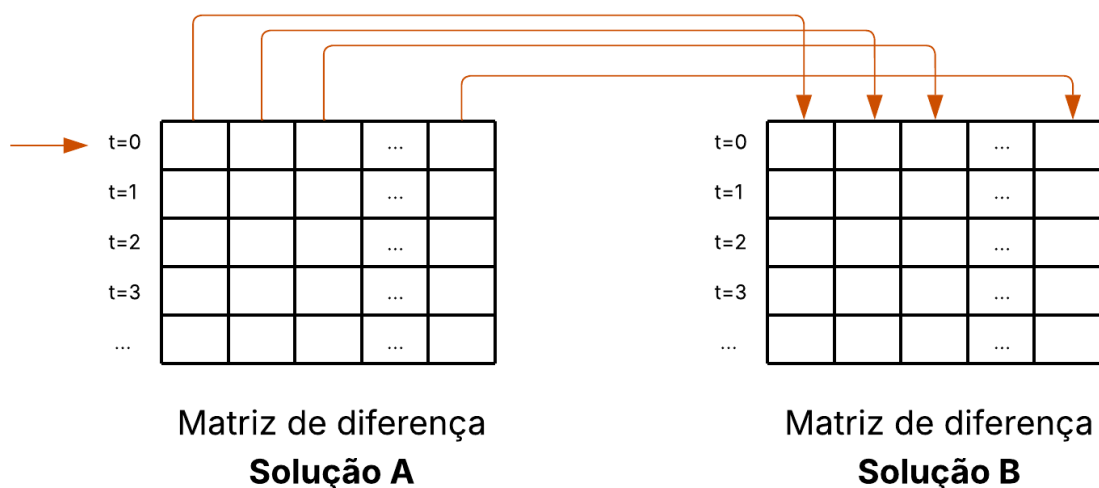 t=0 ... t=0 ...
t=1 ... t=1 ...
t=2 ... t=2 ...
t=3 ... t=3 ...
... ... ... ...
Matriz de diferença Matriz de diferença
Solução A Solução B